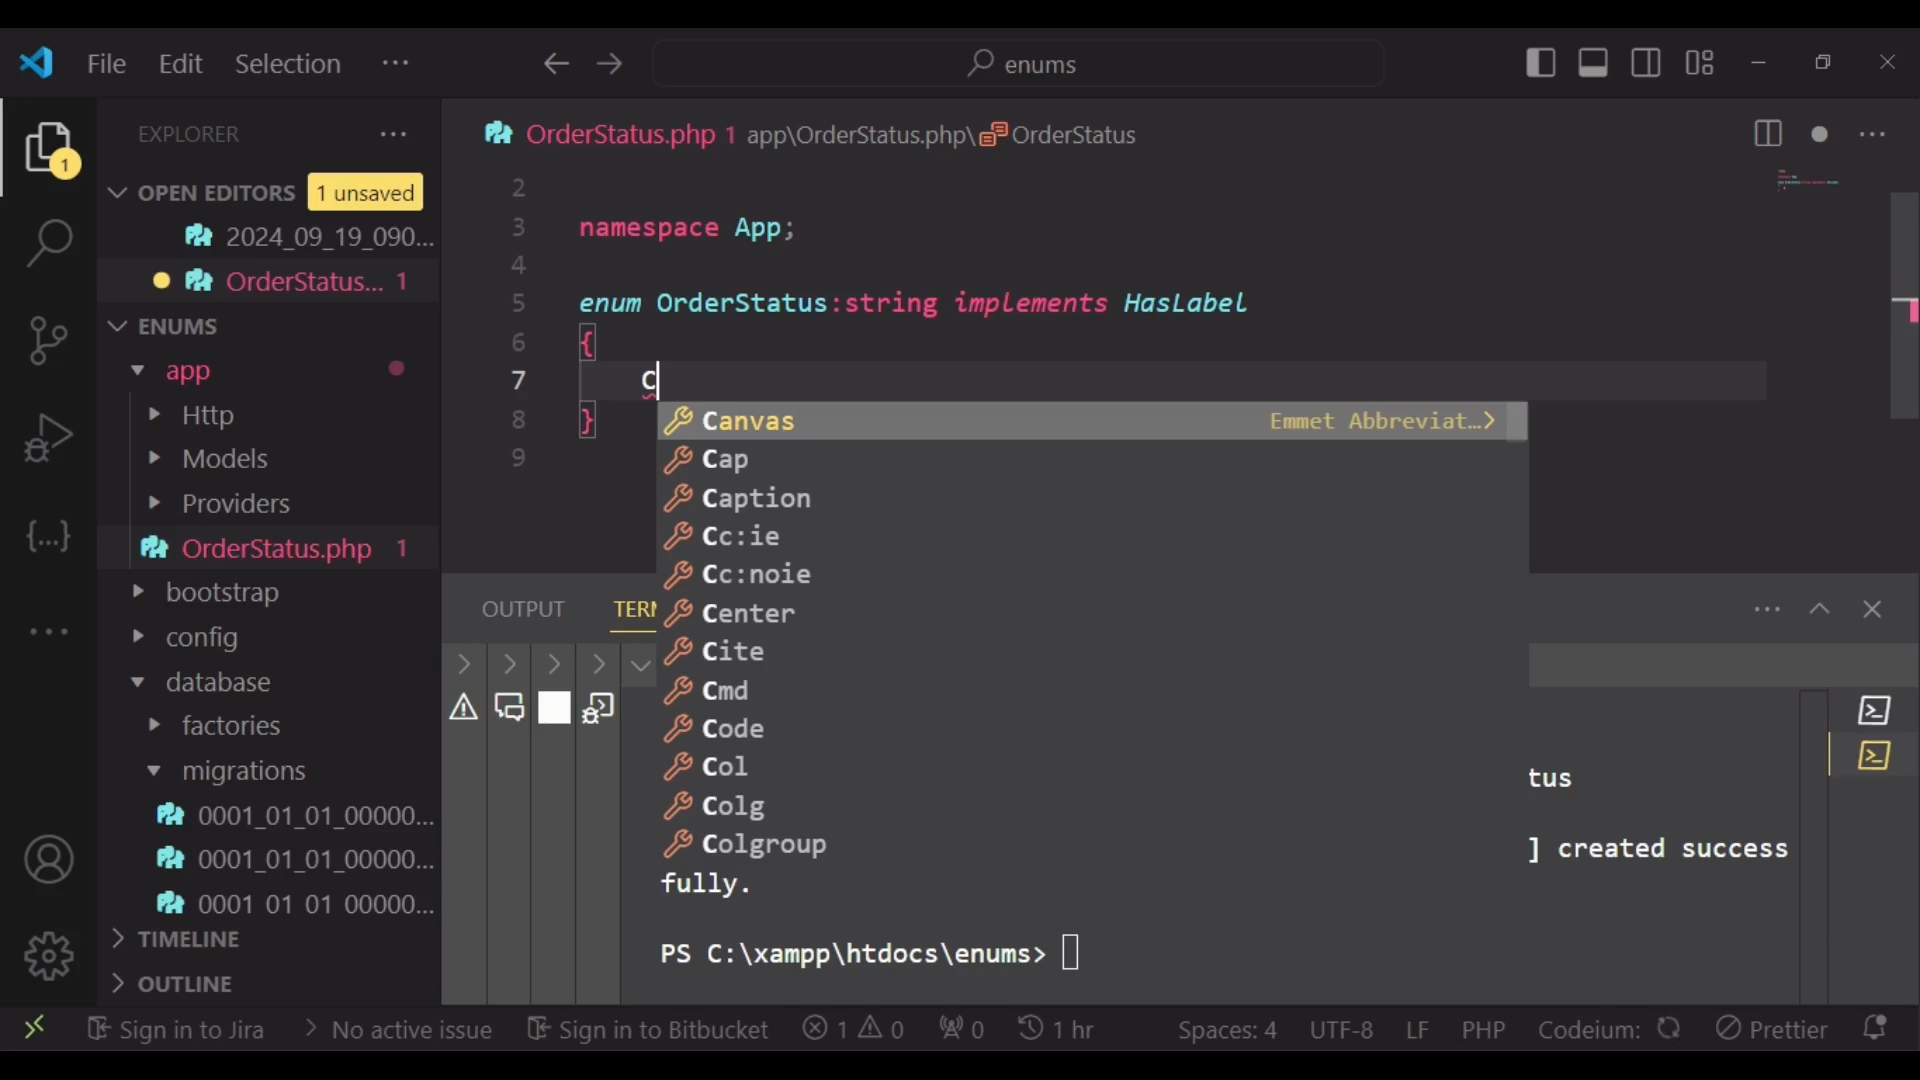 File Edit Selection ···
enums
EXPLORER ···
OPEN EDITORS 1 unsaved
2024_09_19_090...
OrderStatus... 1
ENUMS
app
Http
Models
Providers
OrderStatus.php 1
bootstrap
config
database
factories
migrations
0001_01_01_00000...
0001_01_01_00000...
0001_01_01_00000...
TIMELINE
OUTLINE
1
{...}
OrderStatus.php 1 app\OrderStatus.php\OrderStatus
2
3 namespace App;
4
5 enum OrderStatus:string implements HasLabel
6 {
7 C
8 }
9
Canvas Emmet Abbreviat...>
Cap
Caption
Cc:ie
Cc:noie
Center
Cite
Cmd
Code
Col
Colg
Colgroup
OUTPUT TERM
tus
] created success
fully.
PS C:\xampp\htdocs\enums>
Sign in to Jira > No active issue Sign in to Bitbucket 1 0 0 1 hr Spaces: 4 UTF-8 LF PHP Codeium: Prettier